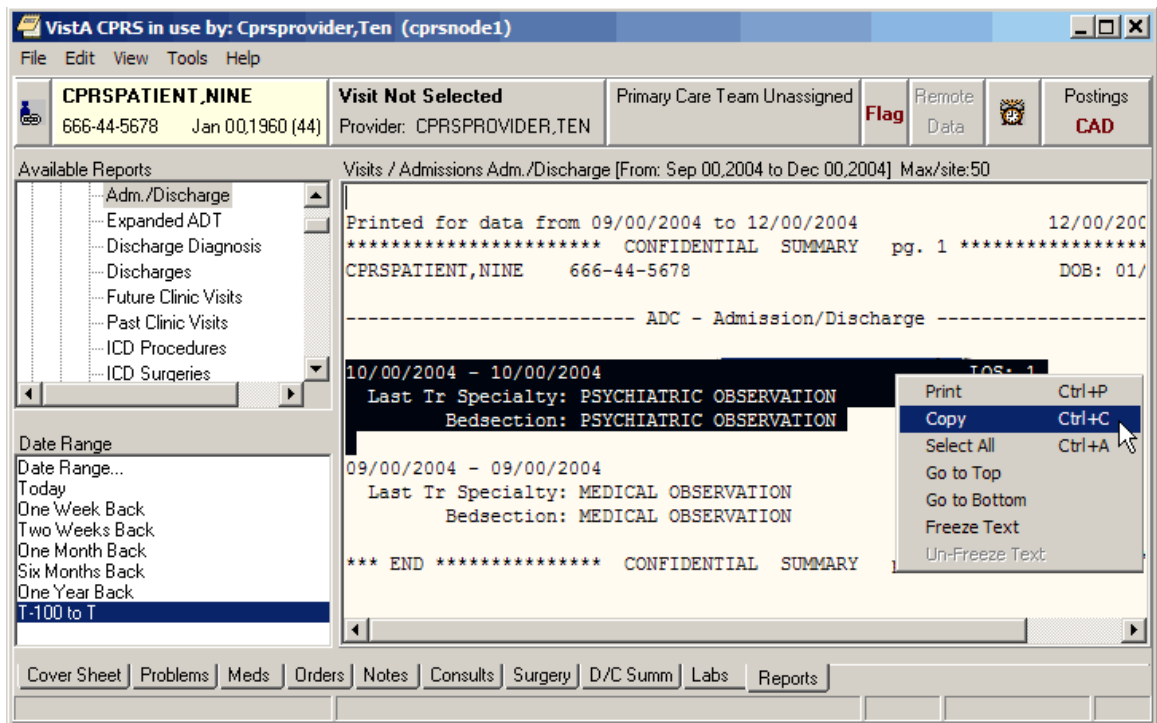 VistA CPRS in use by: Cprsprovider,Ten (cprsnode1)
File Edit View Tools Help
CPRSPATIENT,NINE
666-44-5678 Jan 00,1960 (44)
Visit Not Selected
Provider: CPRSPROVIDER,TEN
Primary Care Team Unassigned
Flag
Remote
Data
Postings
CAD
Available Reports
Adm./Discharge
Expanded ADT
Discharge Diagnosis
Discharges
Future Clinic Visits
Past Clinic Visits
ICD Procedures
ICD Surgeries
Date Range
Date Range...
Today
One Week Back
Two Weeks Back
One Month Back
Six Months Back
One Year Back
T-100 to T
Visits / Admissions Adm./Discharge [From: Sep 00,2004 to Dec 00,2004] Max/site:50
Printed for data from 09/00/2004 to 12/00/2004 12/00/200
*********************** CONFIDENTIAL SUMMARY pg. 1 *****************
CPRSPATIENT,NINE 666-44-5678 DOB: 01/
-------------------------- ADC - Admission/Discharge -------------------
10/00/2004 - 10/00/2004 LOS: 1
Last Tr Specialty: PSYCHIATRIC OBSERVATION
Bedsection: PSYCHIATRIC OBSERVATION
09/00/2004 - 09/00/2004
Last Tr Specialty: MEDICAL OBSERVATION
Bedsection: MEDICAL OBSERVATION
*** END *************** CONFIDENTIAL SUMMARY
Print Ctrl+P
Copy Ctrl+C
Select All Ctrl+A
Go to Top
Go to Bottom
Freeze Text
Un-Freeze Text
Cover Sheet Problems Meds Orders Notes Consults Surgery D/C Summ Labs Reports